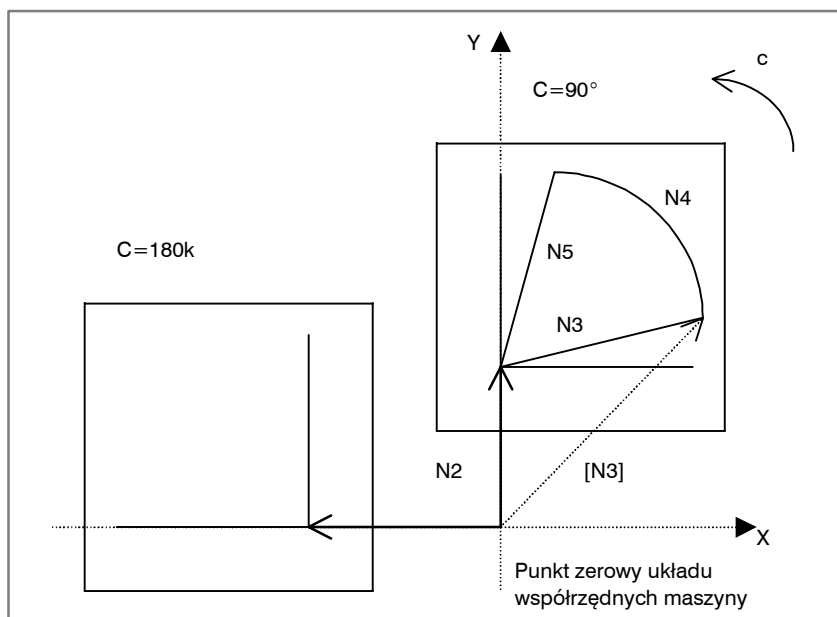 Y
c
C=90°
N4
C=180k
N5
N3
N2
[N3]
X
Punkt zerowy układu
współrzędnych maszyny